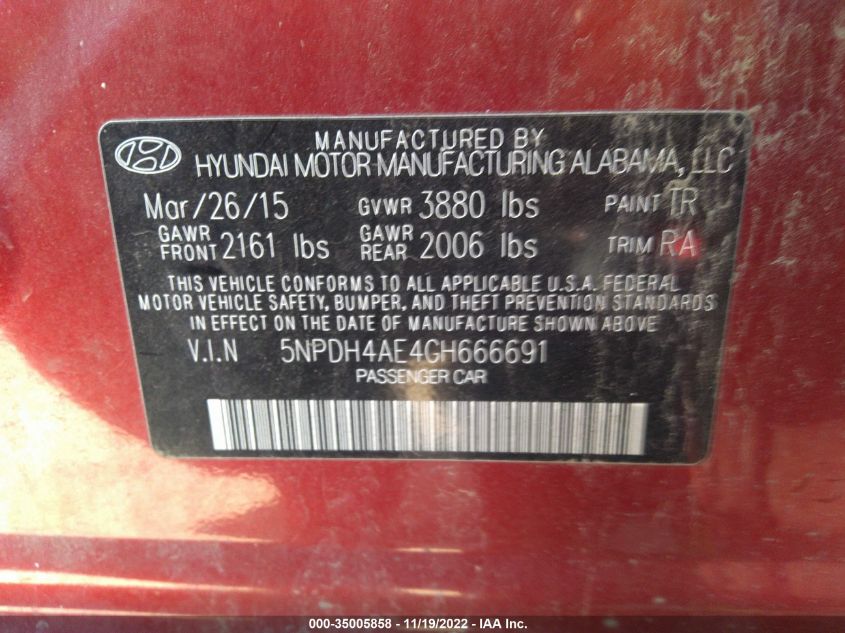 MANUFACTURED BY
HYUNDAI MOTOR MANUFACTURING ALABAMA, LLC
Mar/26/15 GVWR 3880 lbs PAINT TR
GAWR FRONT 2161 lbs GAWR REAR 2006 lbs TRIM RA
THIS VEHICLE CONFORMS TO ALL APPLICABLE U.S.A. FEDERAL
MOTOR VEHICLE SAFETY, BUMPER, AND THEFT PREVENTION STANDARDS
IN EFFECT ON THE DATE OF MANUFACTURE SHOWN ABOVE
V.I.N 5NPDH4AE4GH666691
PASSENGER CAR
000-35005858 - 11/19/2022 - IAA Inc.